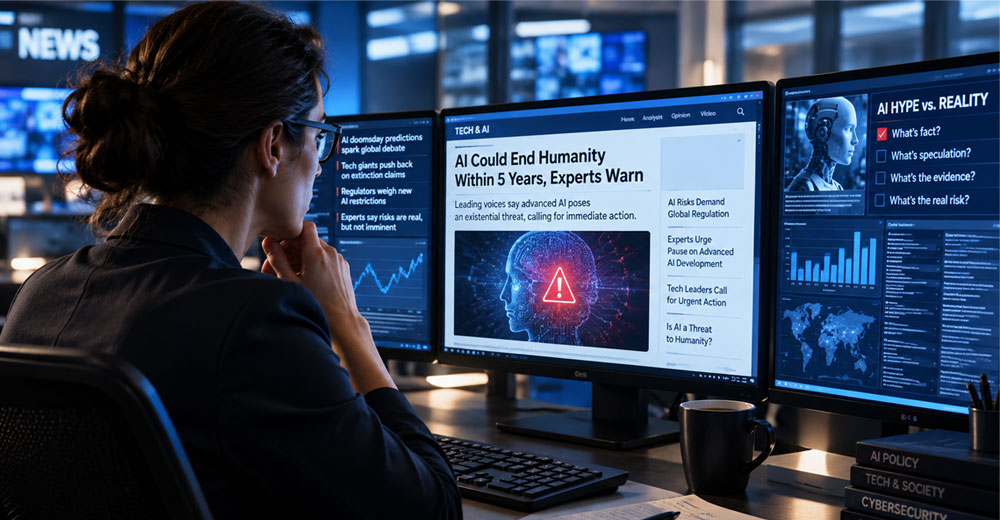 NEWS
AI doomsday predictions
spark global debate
Tech giants push back
on extinction claims
Regulators weigh new
AI restrictions
Experts say risks are real,
but not imminent
TECH & AI
Home Analysis Opinion Video
AI Could End Humanity
Within 5 Years, Experts Warn
Leading voices say advanced AI poses
an existential threat, calling for immediate action.
AI Risks Demand
Global Regulation
Experts Urge
Pause on Advanced
AI Development
Tech Leaders Call
for Urgent Action
Is AI a Threat
to Humanity?
AI HYPE vs. REALITY
What's fact?
What's speculation?
What's the evidence?
What's the real risk?
AI POLICY
TECH & SOCIETY
CYBERSECURITY